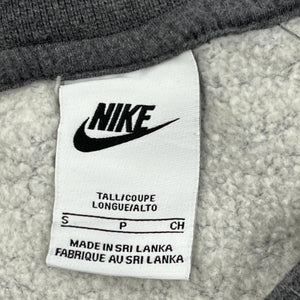 NIKE
TALL/COUPE
LONGUE/ALTO
S P CH
MADE IN SRI LANKA
FABRIQUE AU SRI LANKA